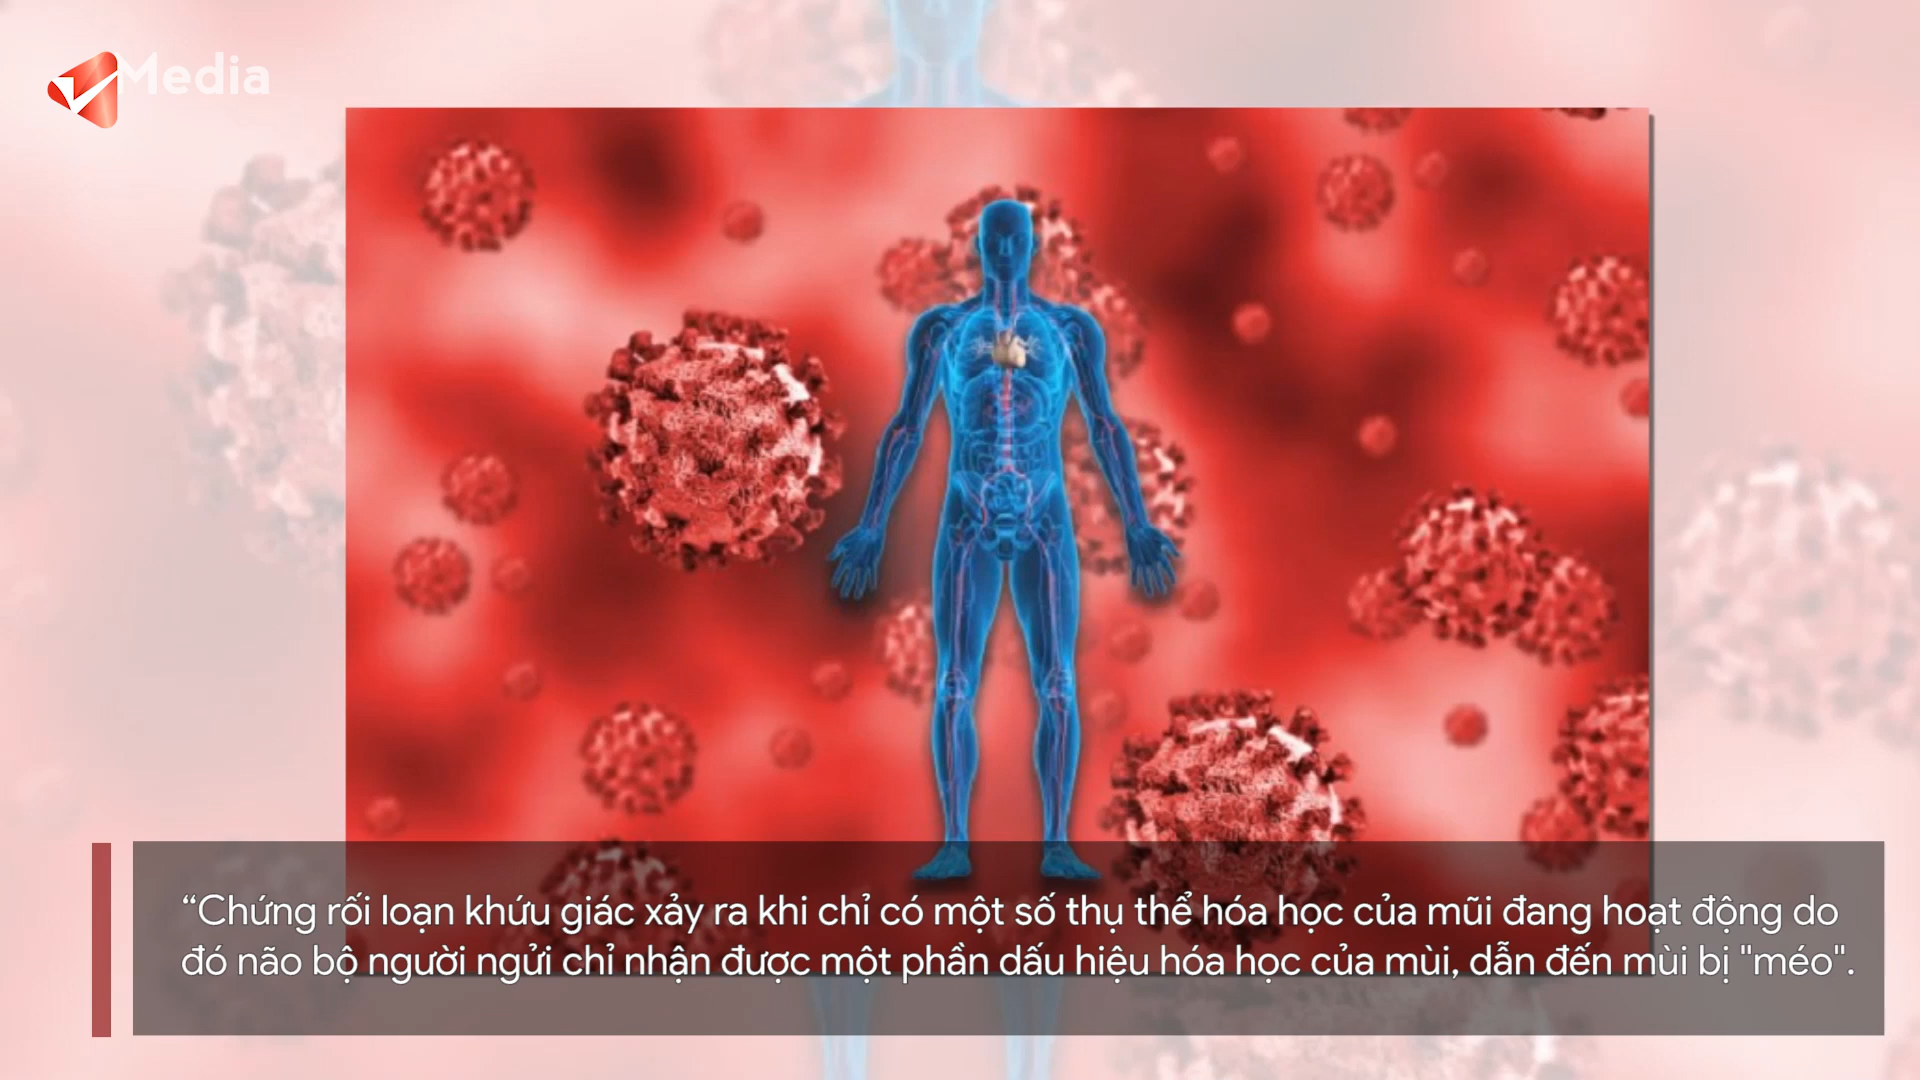 Media
“Chứng rối loạn khứu giác xảy ra khi chỉ có một số thụ thể hóa học của mũi đang hoạt động do
đó não bộ người ngửi chỉ nhận được một phần dấu hiệu hóa học của mùi, dẫn đến mùi bị "méo".